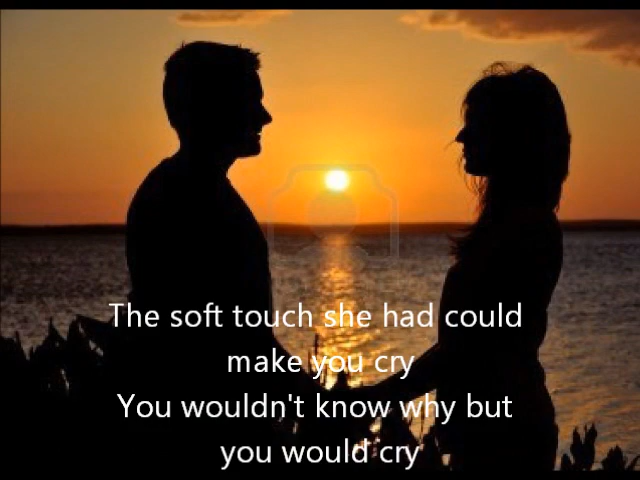 The soft touch she had could
make you cry
You wouldn't know why but
you would cry